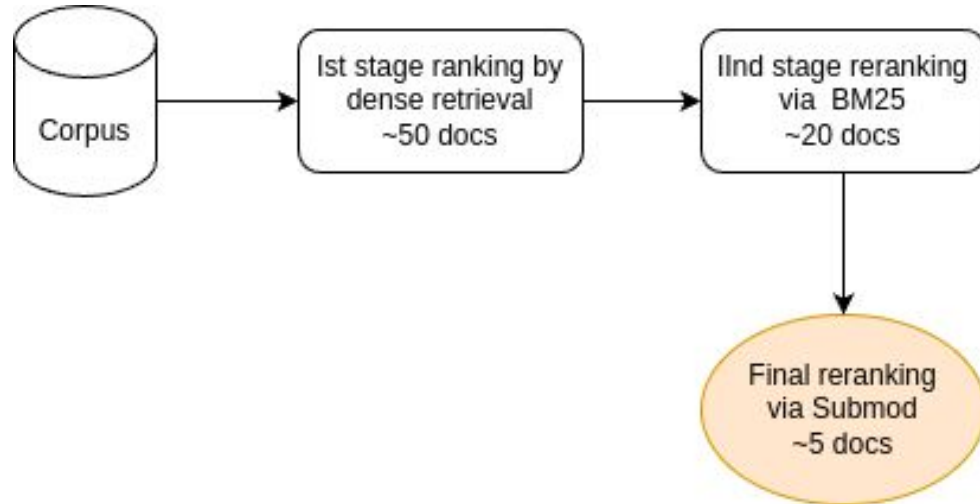 Corpus
Ist stage ranking by
dense retrieval
~50 docs
IInd stage reranking
via BM25
~20 docs
Final reranking
via Submod
~5 docs